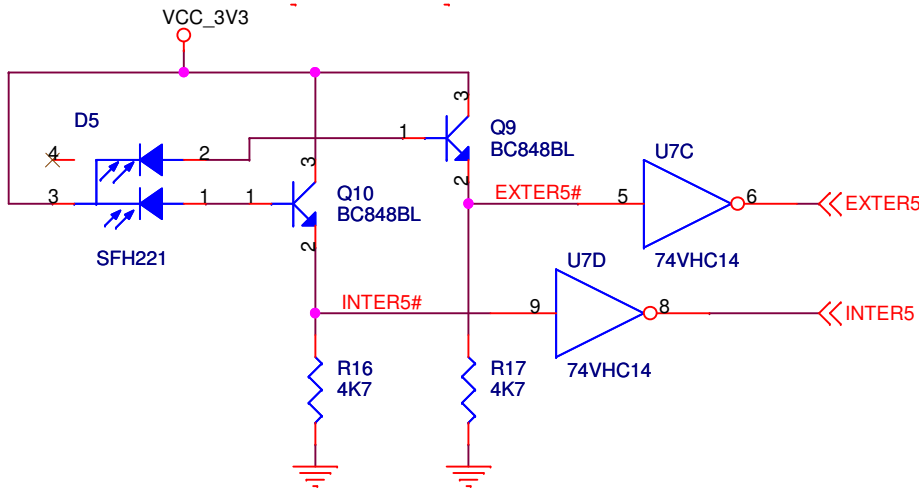 VCC_3V3
D5
4
3
2
1
SFH221
1
3
2
Q10
BC848BL
1
3
2
Q9
BC848BL
EXTER5#
5
U7C
6
74VHC14
EXTER5
INTER5#
9
U7D
8
74VHC14
INTER5
R16
4K7
R17
4K7